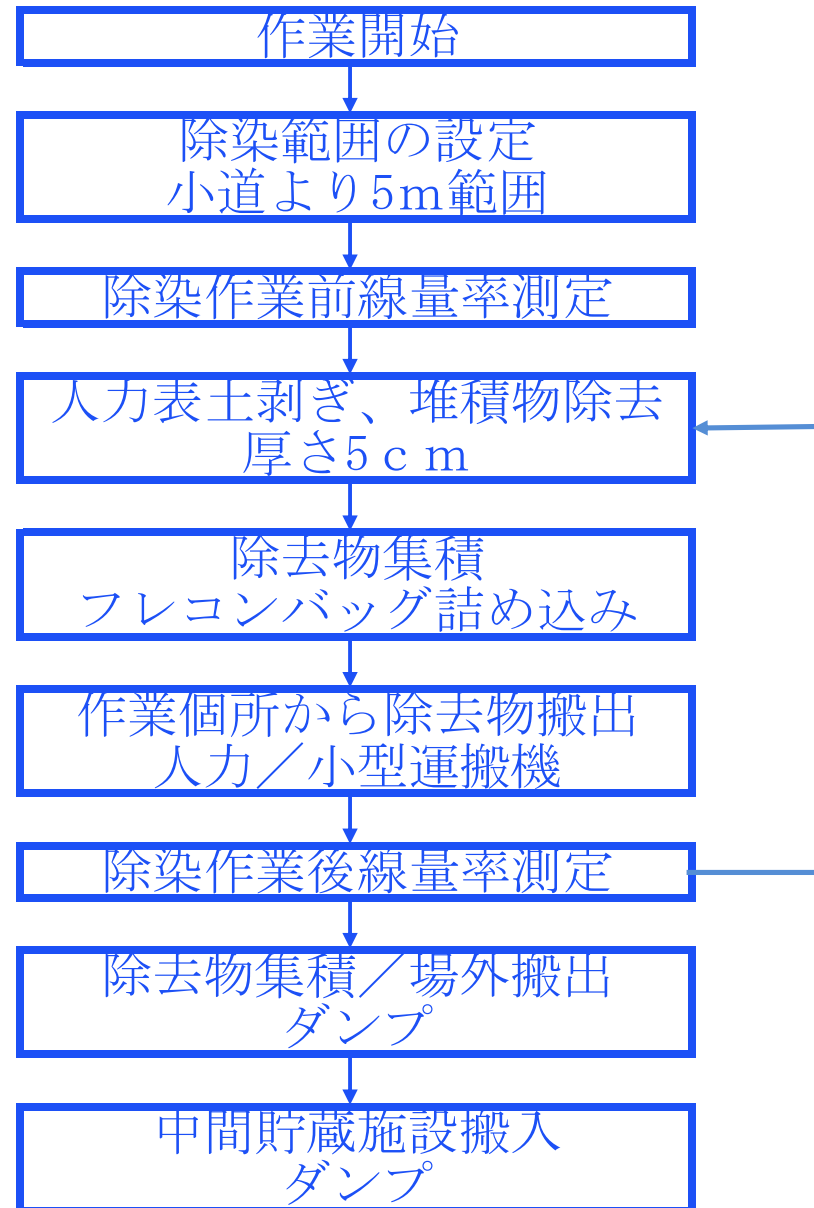 作業開始
除染範囲の設定
小道より5m範囲
除染作業前線量率測定
人力表土剥ぎ、堆積物除去
厚さ5ｃｍ
除去物集積
フレコンバッグ詰め込み
作業個所から除去物搬出
人力／小型運搬機
除染作業後線量率測定
除去物集積／場外搬出
ダンプ
中間貯蔵施設搬入
ダンプ